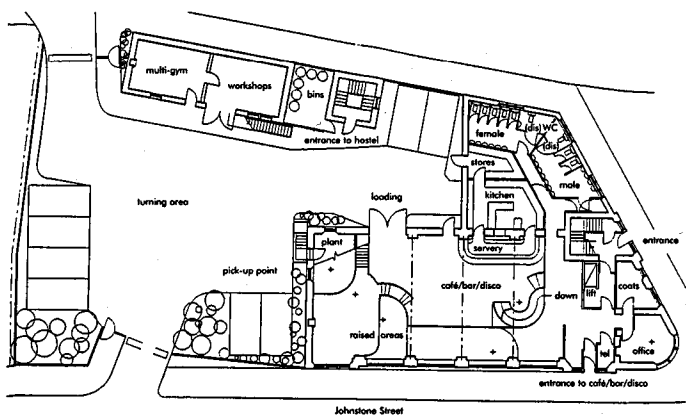 multi-gym
workshops
bins
entrance to hostel
female
(dis)
WC
(dis)
male
stores
kitchen
turning area
loading
servery
entrance
plant
pick-up point
café/bar/disco
down
lift
coats
raised areas
tel
office
entrance to café/bar/disco
Johnstone Street